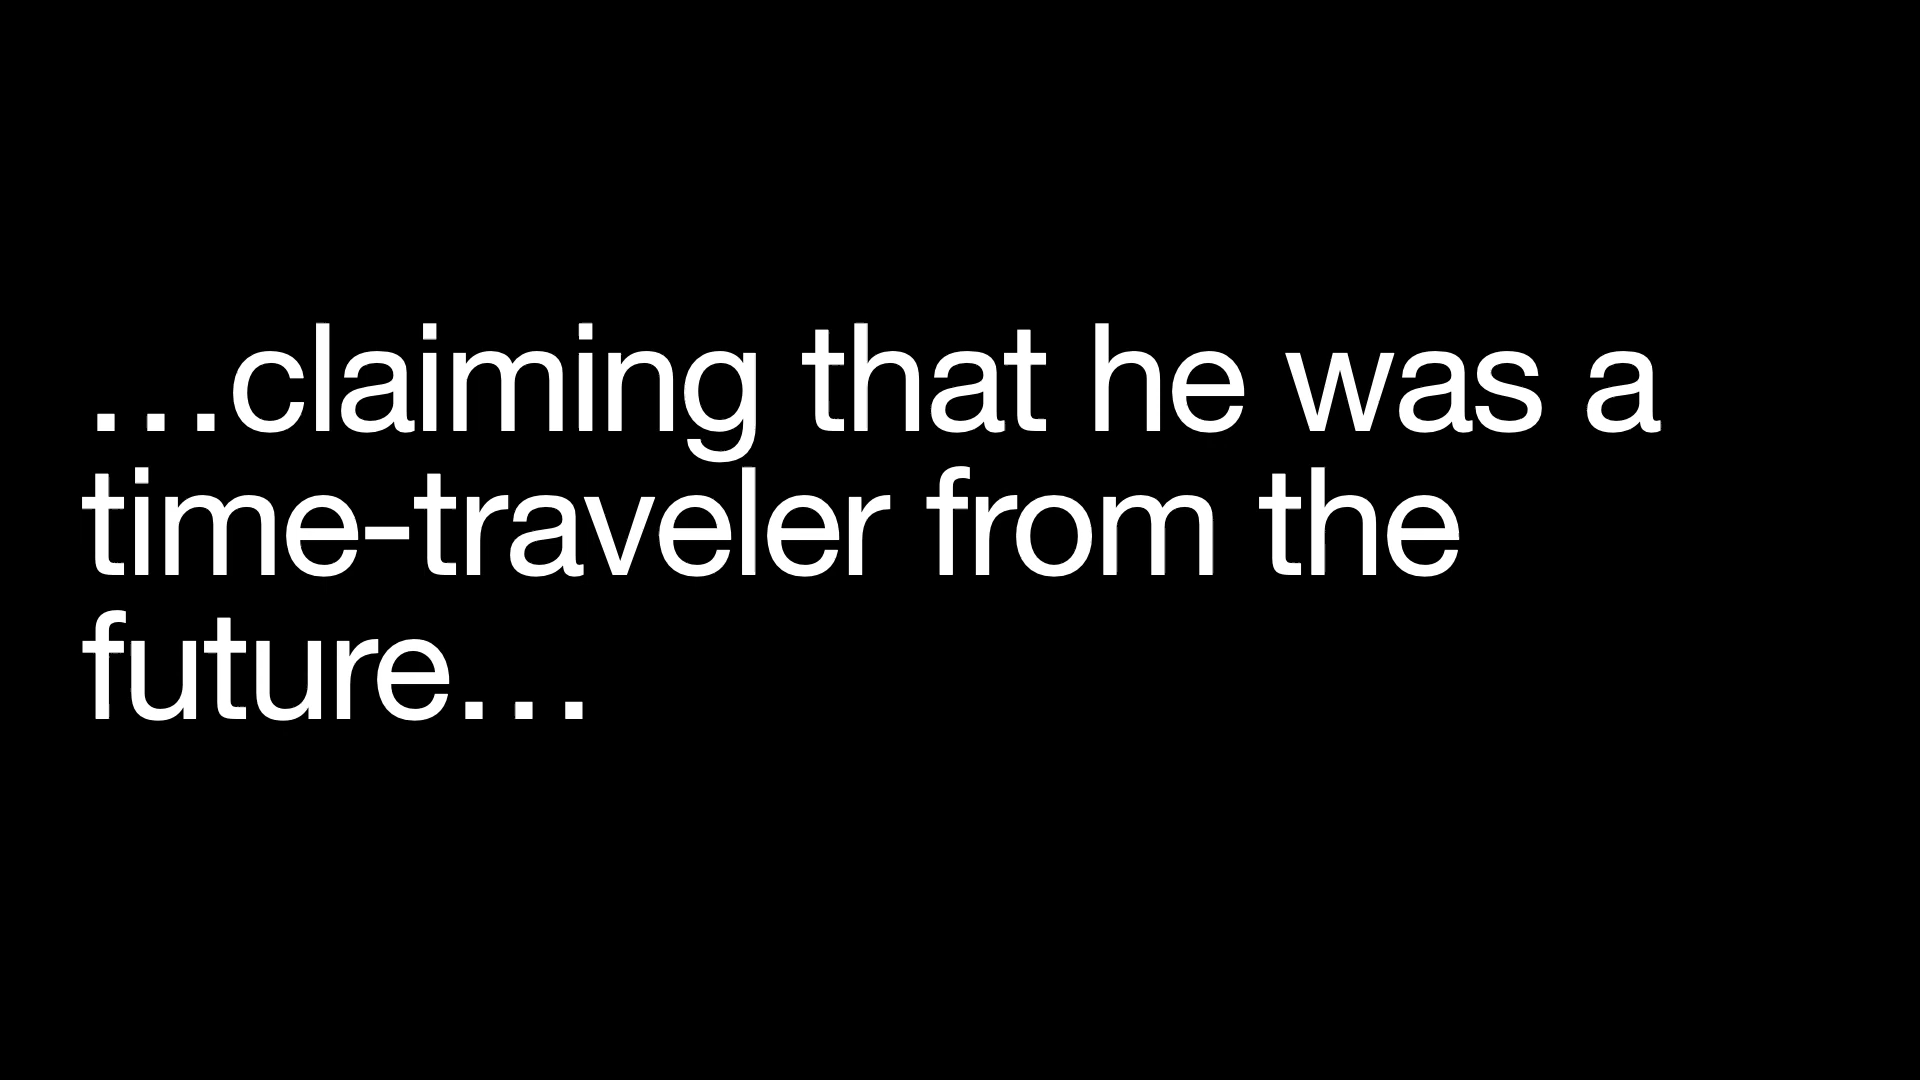 …claiming that he was a
time-traveler from the
future…